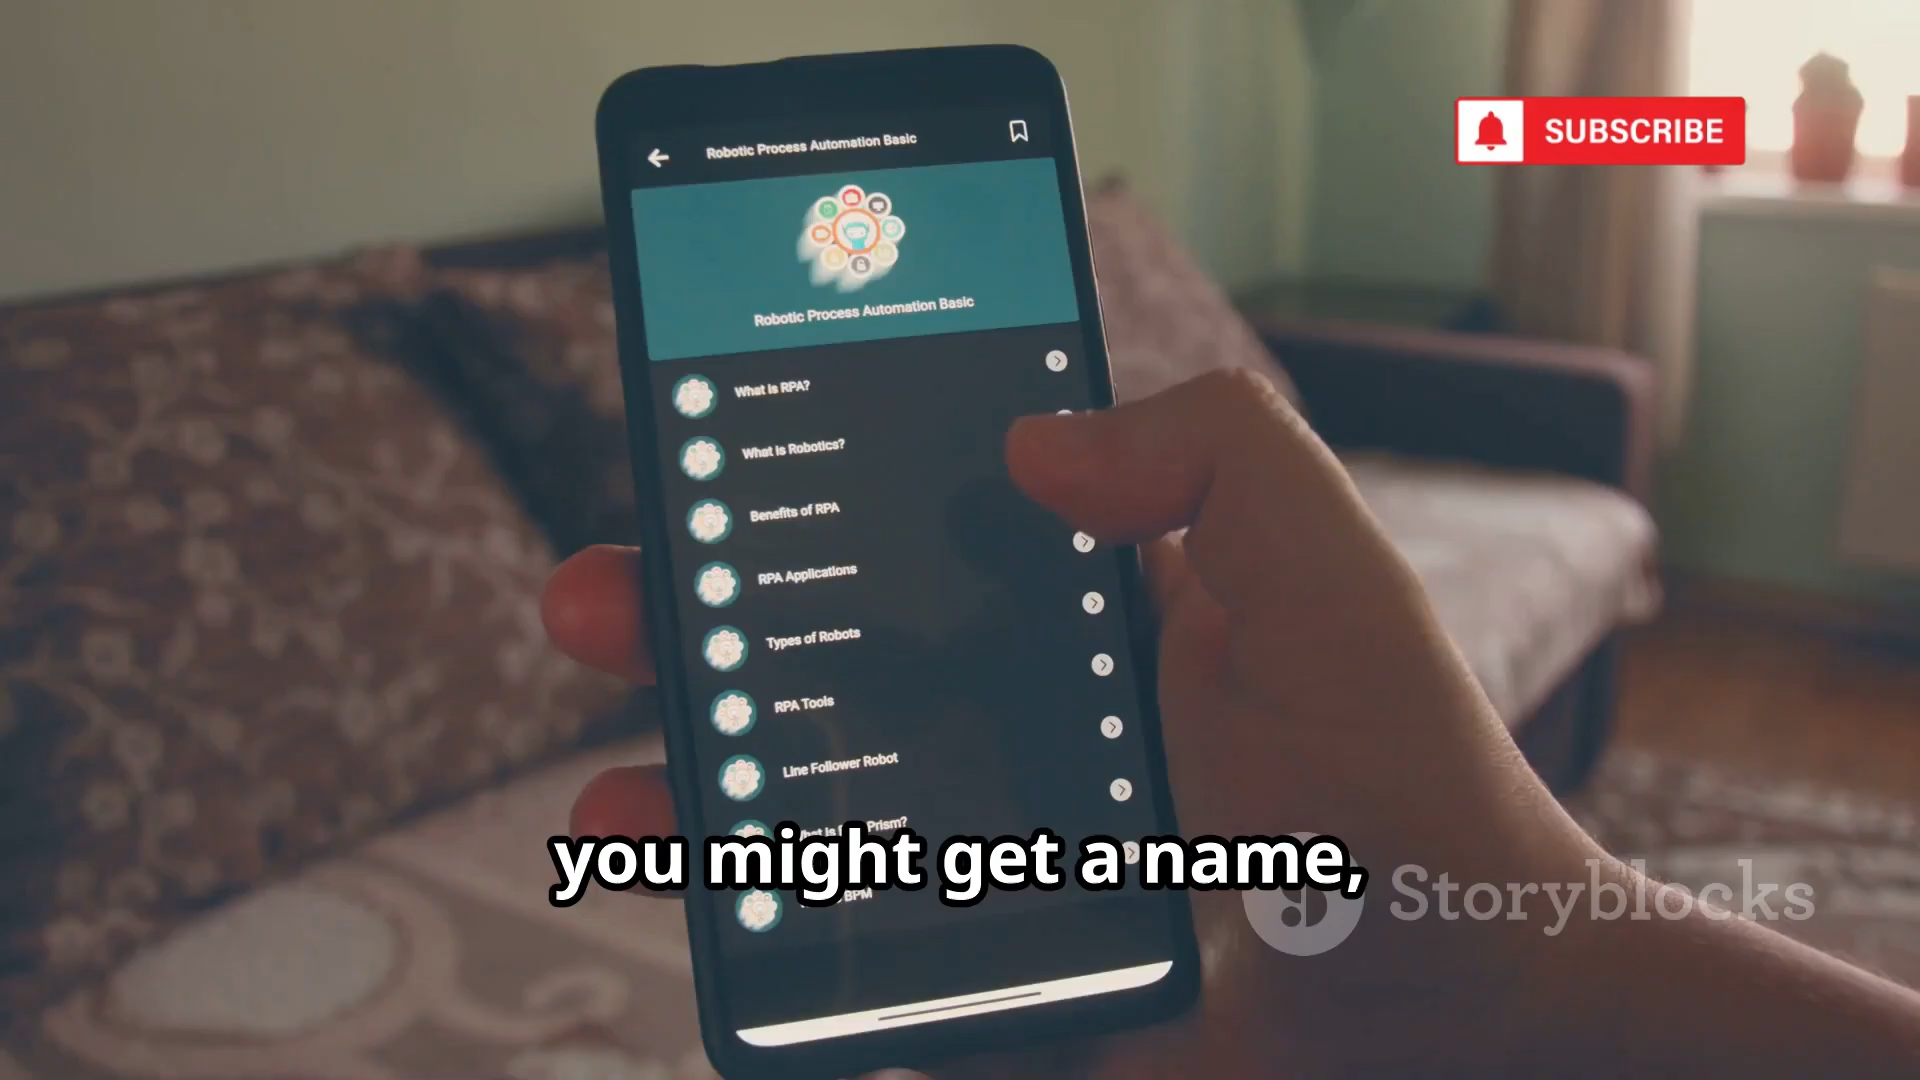 Robotic Process Automation Basic
SUBSCRIBE
Robotic Process Automation Basic
What is RPA?
What is Robotics?
Benefits of RPA
RPA Applications
Types of Robots
RPA Tools
Line Follower Robot
Prism?
you might get a name,
BPM
Storyblocks